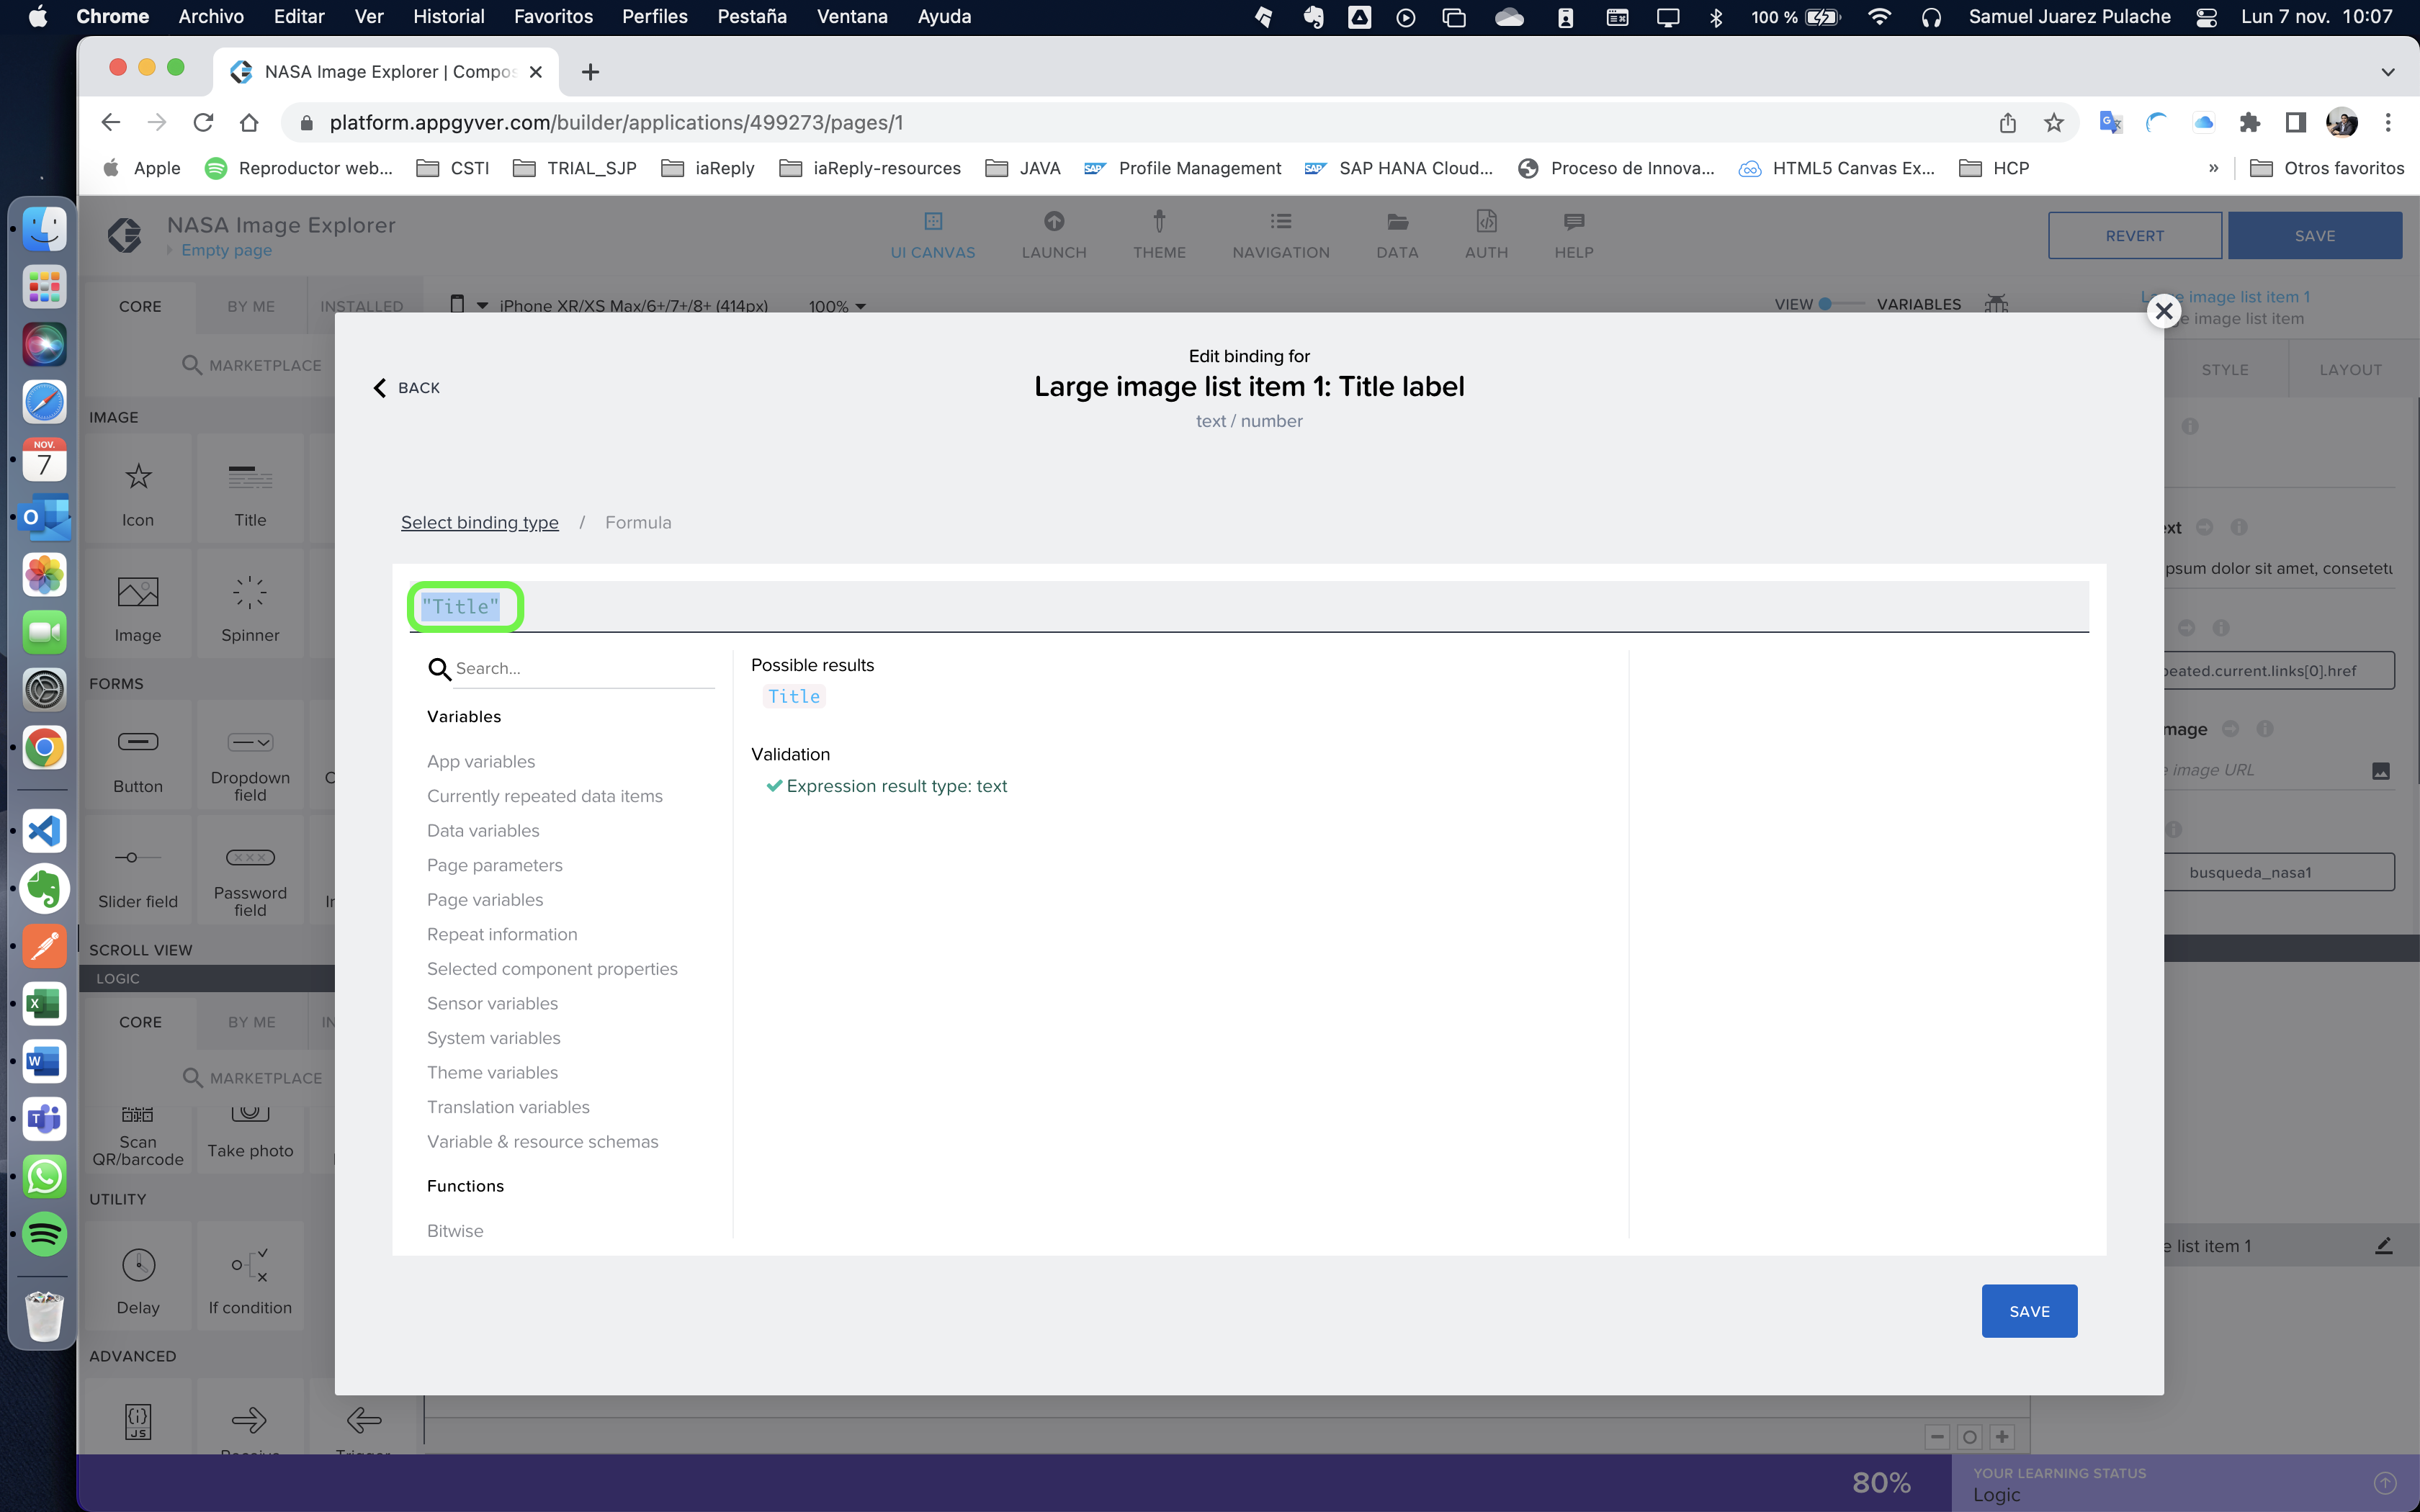 Chrome Archivo Editar Ver Historial Favoritos Perfiles Pestaña Ventana Ayuda 100 % Samuel Juarez Pulache Lun 7 nov. 10:07
NASA Image Explorer | Compos
platform.appgyver.com/builder/applications/499273/pages/1
Apple Reproductor web... CSTI TRIAL_SJP iaReply iaReply-resources JAVA Profile Management SAP HANA Cloud... Proceso de Innova... HTML5 Canvas Ex... HCP » Otros favoritos
NASA Image Explorer
Empty page
UI CANVAS LAUNCH THEME NAVIGATION DATA AUTH HELP
REVERT SAVE
CORE BY ME INSTALLED
iPhone XR/XS Max/6+/7+/8+ (414px) 100%
VIEW VARIABLES
image list item 1
e image list item
MARKETPLACE
STYLE LAYOUT
IMAGE
Icon Title
Image Spinner
FORMS
Button Dropdown field
Slider field Password field
SCROLL VIEW
LOGIC
CORE BY ME IN
MARKETPLACE
Scan QR/barcode Take photo
UTILITY
Delay If condition
ADVANCED
JS
BACK
Edit binding for
Large image list item 1: Title label
text / number
Select binding type / Formula
"Title"
Search...
Variables
App variables
Currently repeated data items
Data variables
Page parameters
Page variables
Repeat information
Selected component properties
Sensor variables
System variables
Theme variables
Translation variables
Variable & resource schemas
Functions
Bitwise
Possible results
Title
Validation
Expression result type: text
SAVE
ext
psum dolor sit amet, consetetu
eated.current.links[0].href
mage
e image URL
busqueda_nasa1
e list item 1
NOV.
7
80%
YOUR LEARNING STATUS
Logic